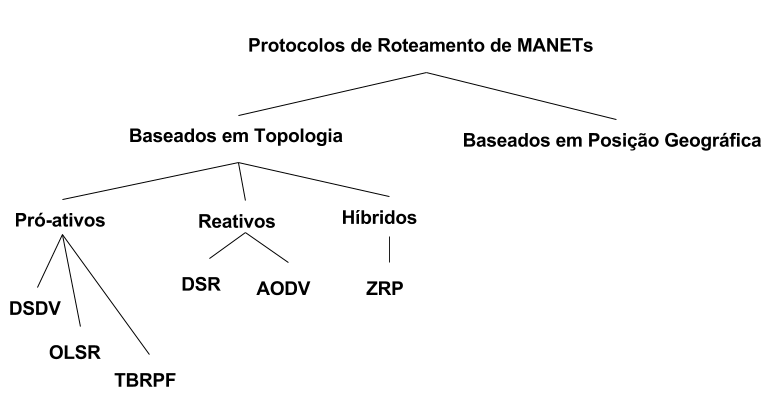 Protocolos de Roteamento de MANETs
Baseados em Topologia
Baseados em Posição Geográfica
Pró-ativos
Reativos
Híbridos
DSR
AODV
ZRP
DSDV
OLSR
TBRPF